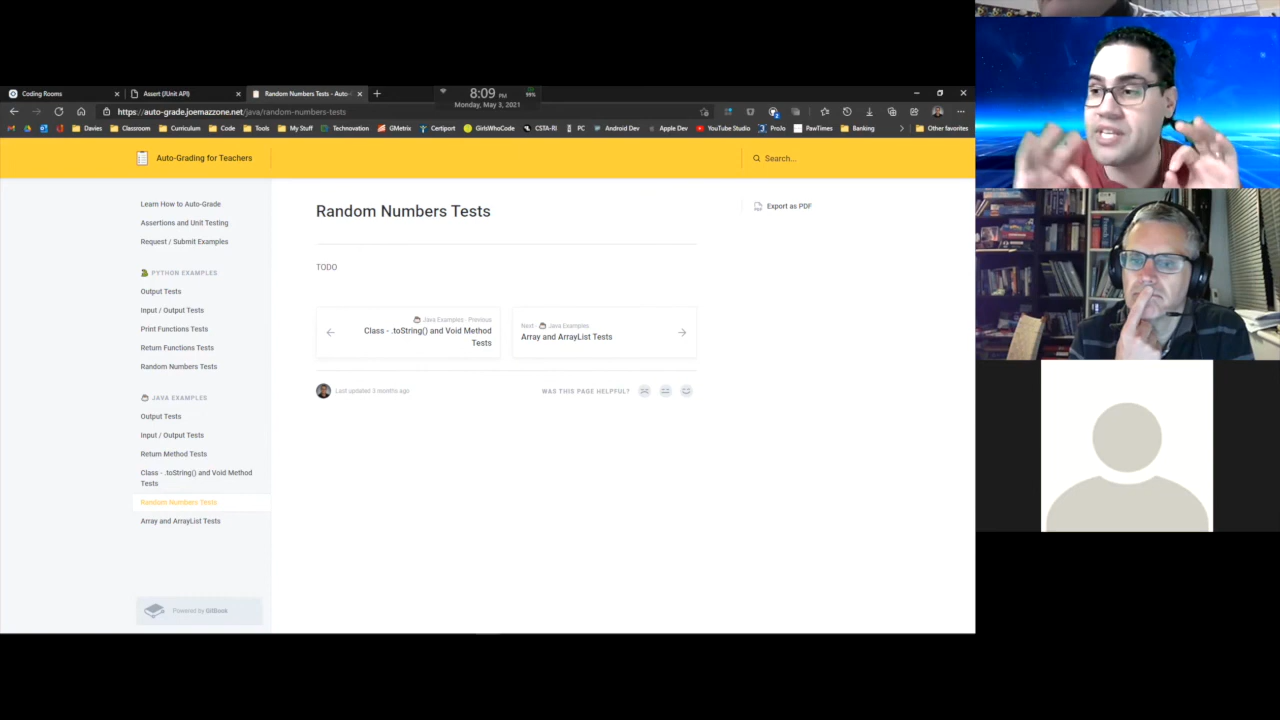 Coding Rooms
Assert (JUnit API)
Random Numbers Tests - Auto-
8:09 PM
99%
Monday, May 3, 2021
https://auto-grade.joemazzone.net/java/random-numbers-tests
Davies Classroom Curriculum Code Tools My Stuff Technovation GMetrix Certiport GirlsWhoCode CSTA-RI PC Android Dev Apple Dev YouTube Studio ProJo PawTimes Banking Other favorites
Auto-Grading for Teachers
Search...
Learn How to Auto-Grade
Assertions and Unit Testing
Request / Submit Examples
PYTHON EXAMPLES
Output Tests
Input / Output Tests
Print Functions Tests
Return Functions Tests
Random Numbers Tests
JAVA EXAMPLES
Output Tests
Input / Output Tests
Return Method Tests
Class - .toString() and Void Method
Tests
Random Numbers Tests
Array and ArrayList Tests
Powered by GitBook
Random Numbers Tests
Export as PDF
TODO
Java Examples - Previous
Class - .toString() and Void Method
Tests
Next - Java Examples
Array and ArrayList Tests
Last updated 3 months ago
WAS THIS PAGE HELPFUL?